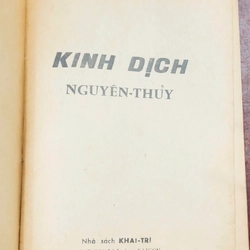 KINH DỊCH
NGUYÊN-THỦY
Nhà sách KHAI-TRÍ